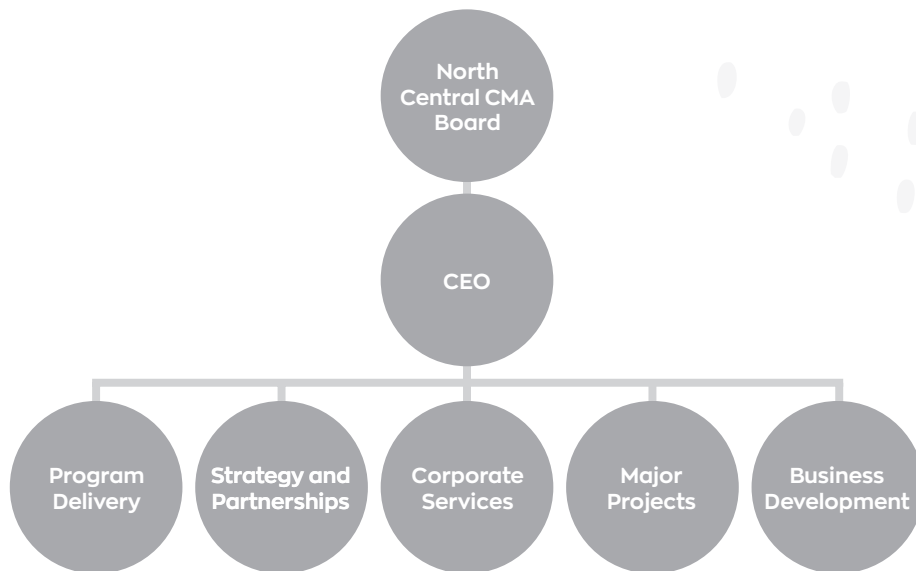 North
Central CMA
Board
CEO
Program
Delivery
Strategy and
Partnerships
Corporate
Services
Major
Projects
Business
Development